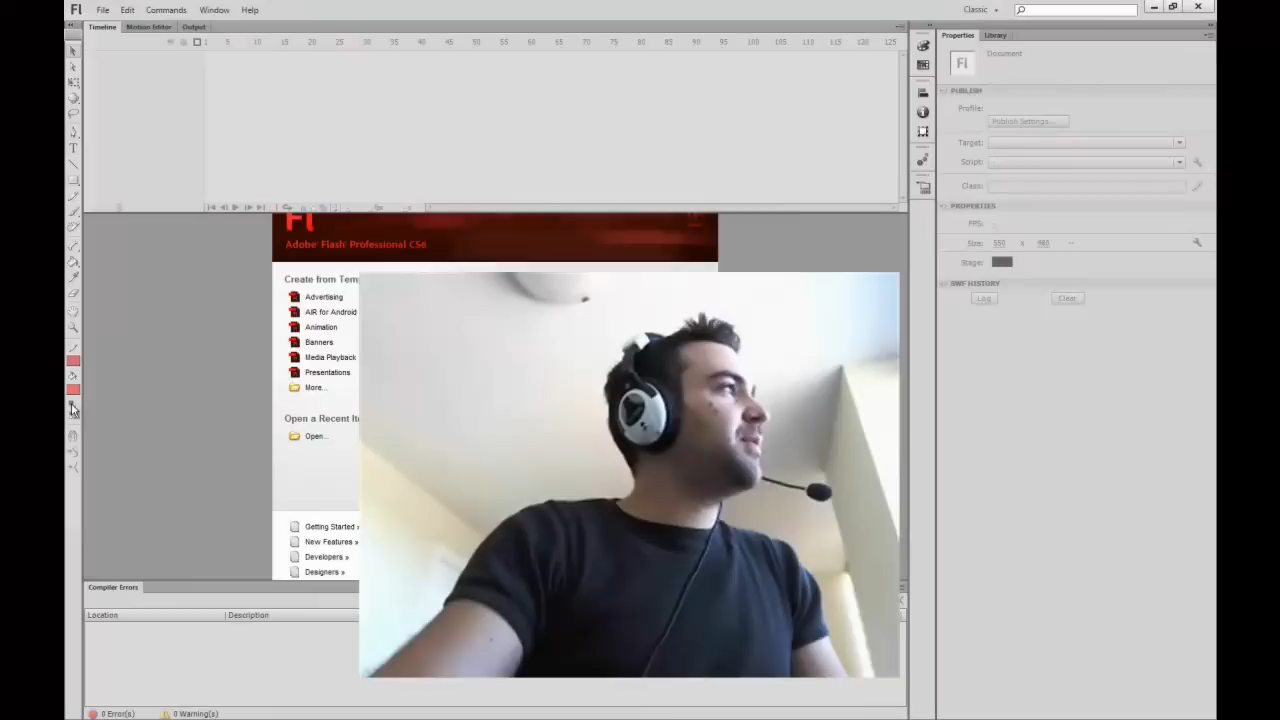 Fl File Edit Commands Window Help Classic
Timeline Motion Editor Output
1 5 10 15 20 25 30 35 40 45 50 55 60 65 70 75 80 85 90 95 100 105 110 115 120 125
Fl
Adobe® Flash® Professional CS6
Create from Tem
Advertising
AIR for Android
Animation
Banners
Media Playback
Presentations
More...
Open a Recent Ite
Open...
Getting Started »
New Features »
Developers »
Designers »
Compiler Errors
Location Description
0 Error(s) 0 Warning(s)
Properties Library
Fl Document
PUBLISH
Profile:
Publish Settings...
Target:
Script:
Class:
PROPERTIES
FPS:
Size: 550 x 480
Stage:
SWF HISTORY
Log Clear